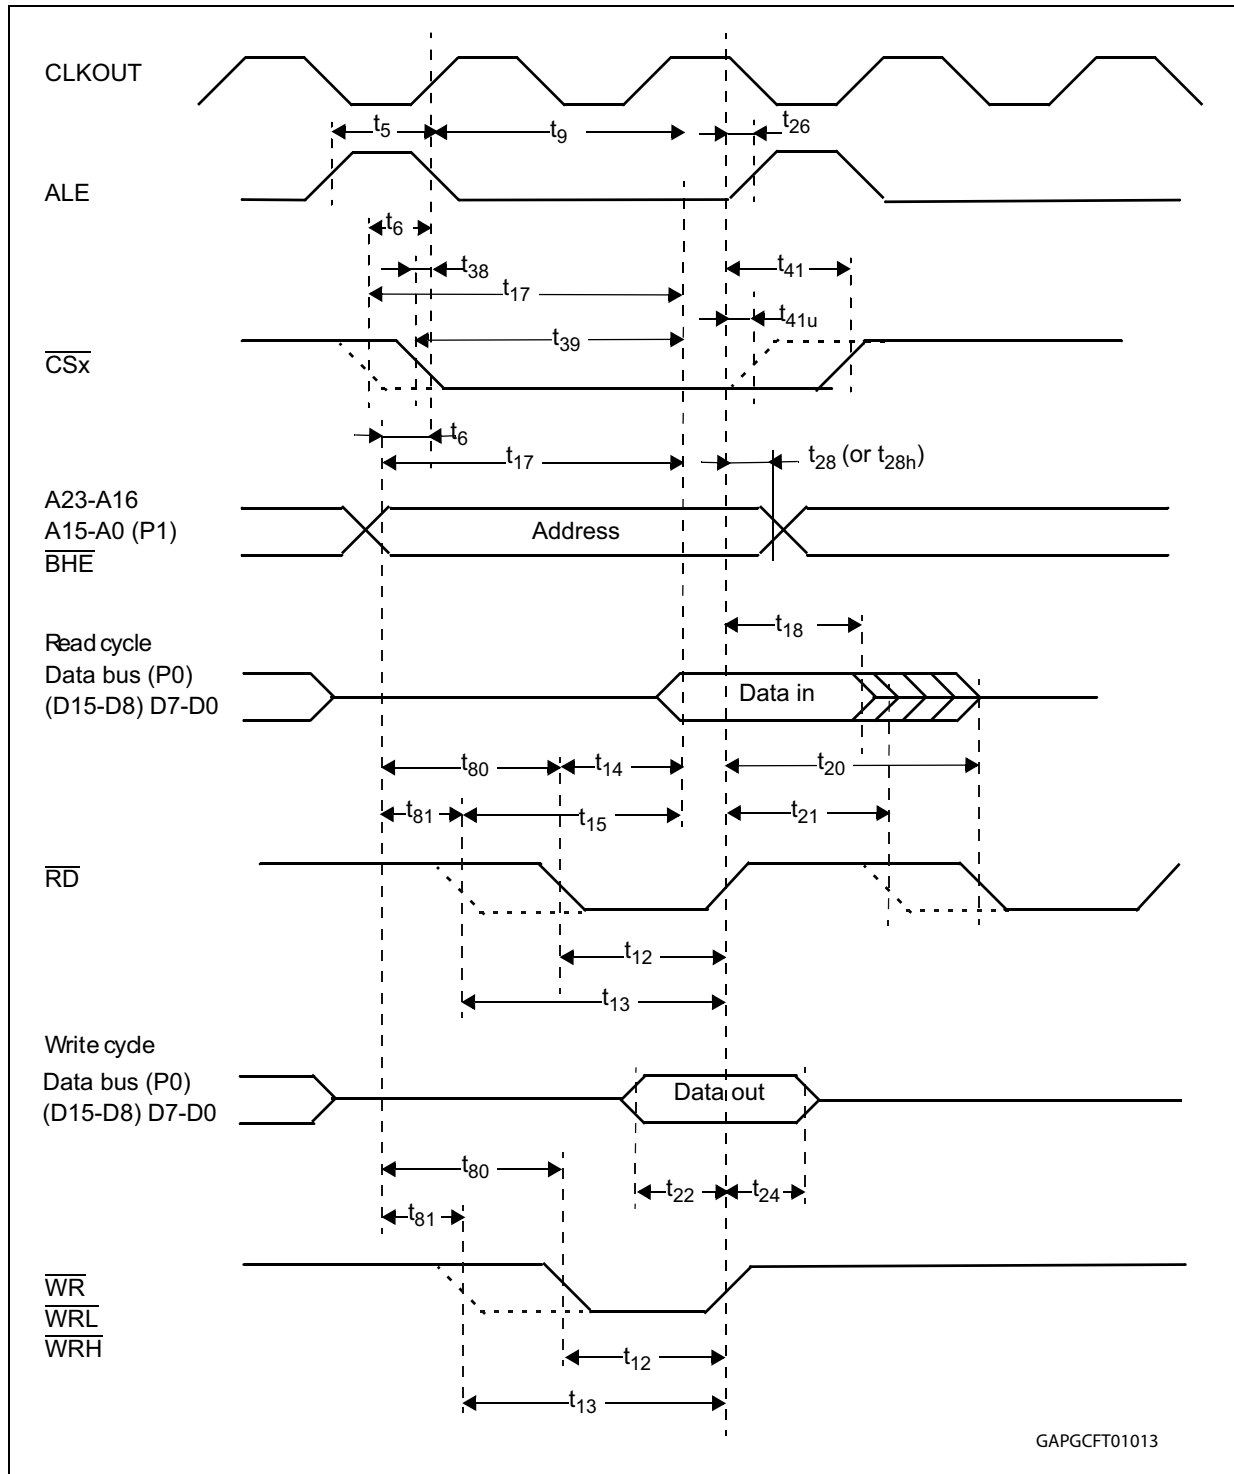 CLKOUT
t5 t9 t26
ALE
t6
t38 t41
t17
t41u
t39
CSx
t6
t17 t28 (or t28h)
A23-A16
A15-A0 (P1) Address
BHE
t18
Read cycle
Data bus (P0) Data in
(D15-D8) D7-D0
t80 t14 t20
t81 t15 t21
RD
t12
t13
Write cycle
Data bus (P0) Data out
(D15-D8) D7-D0
t80
t22 t24
t81
WR
WRL
WRH
t12
t13
GAPGCFT01013